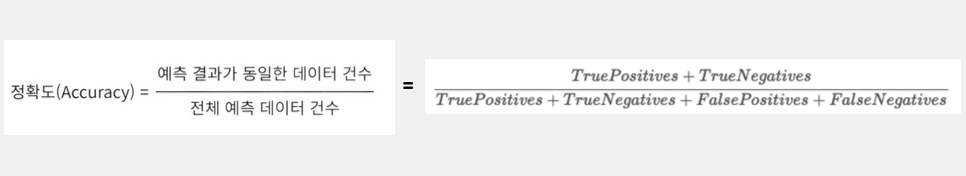 정확도(Accuracy) =
예측 결과가 동일한 데이터 건수
전체 예측 데이터 건수
=
TruePositives + TrueNegatives
TruePositives + TrueNegatives + FalsePositives + FalseNegatives